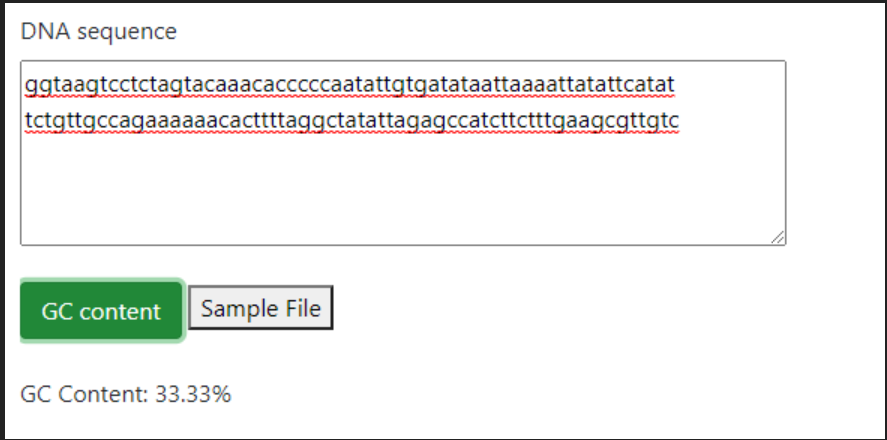 DNA sequence
ggtaagtcctctagtacaaacacccccaatattgtgatataattaaaattatattcatat
tctgttgccagaaaaaacacttttaggctatattagagccatcttctttgaagcgttgtc
GC content
Sample File
GC Content: 33.33%